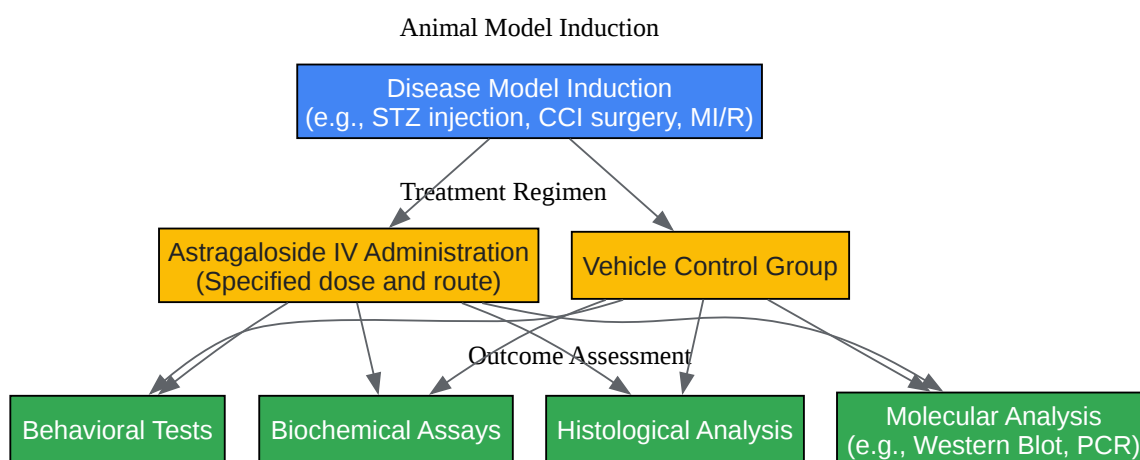 Animal Model Induction
Disease Model Induction
(e.g., STZ injection, CCI surgery, MI/R)
Treatment Regimen
Astragaloside IV Administration
(Specified dose and route)
Vehicle Control Group
Outcome Assessment
Behavioral Tests
Biochemical Assays
Histological Analysis
Molecular Analysis
(e.g., Western Blot, PCR)